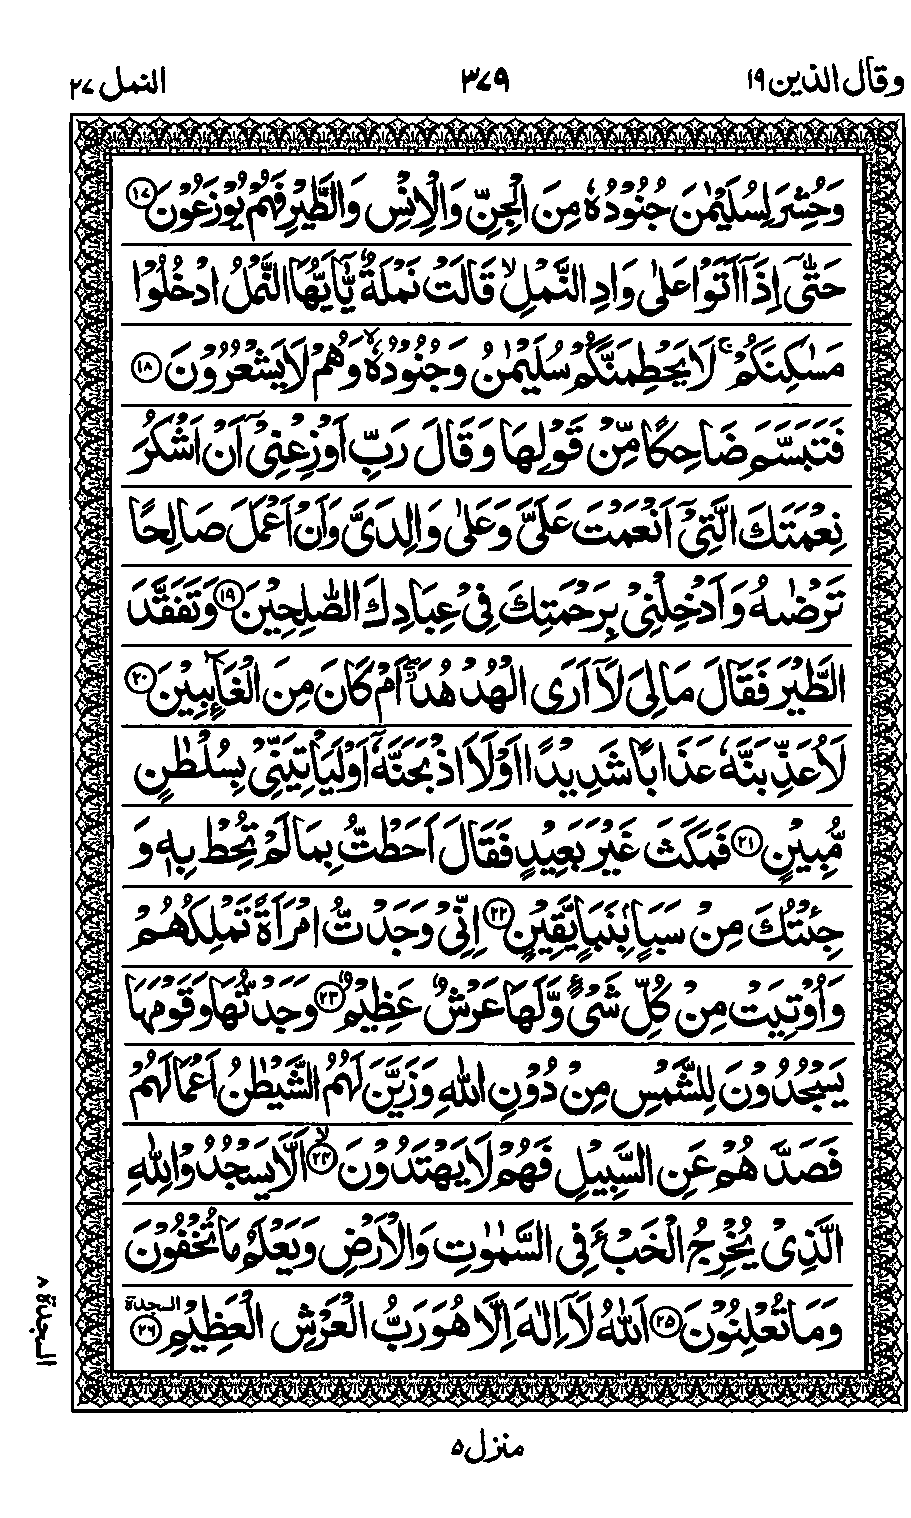 وقال الذين ١٩
٣٧٩
النمل ٢٧
وَحُشِرَ لِسُلَيْمٰنَ جُنُوْدُهٗ مِنَ الْجِنِّ وَالْاِنْسِ وَالطَّيْرِ فَهُمْ يُوْزَعُوْنَ ١٧
حَتّٰۤى اِذَاۤ اَتَوْا عَلٰى وَادِ النَّمْلِ ۙ قَالَتْ نَمْلَةٌ يّٰۤاَيُّهَا النَّمْلُ ادْخُلُوْا
مَسٰكِنَكُمْ ۚ لَا يَحْطِمَنَّكُمْ سُلَيْمٰنُ وَجُنُوْدُهٗ ۙ وَهُمْ لَا يَشْعُرُوْنَ ١٨
فَتَبَسَّمَ ضَاحِكًا مِّنْ قَوْلِهَا وَقَالَ رَبِّ اَوْزِعْنِيْۤ اَنْ اَشْكُرَ
نِعْمَتَكَ الَّتِيْۤ اَنْعَمْتَ عَلَيَّ وَعَلٰى وَالِدَيَّ وَاَنْ اَعْمَلَ صَالِحًا
تَرْضٰىهُ وَاَدْخِلْنِيْ بِرَحْمَتِكَ فِيْ عِبَادِكَ الصّٰلِحِيْنَ ١٩ وَتَفَقَّدَ
الطَّيْرَ فَقَالَ مَا لِيَ لَاۤ اَرَى الْهُدْهُدَ ۖ اَمْ كَانَ مِنَ الْغَآئِبِيْنَ ٢٠
لَاُعَذِّبَنَّهٗ عَذَابًا شَدِيْدًا اَوْ لَاَاذْبَحَنَّهٗۤ اَوْ لَيَاْتِيَنِّيْ بِسُلْطٰنٍ
مُّبِيْنٍ ٢١ فَمَكَثَ غَيْرَ بَعِيْدٍ فَقَالَ اَحَطْتُّ بِمَا لَمْ تُحِطْ بِهٖ وَ
جِئْتُكَ مِنْ سَبَاٍۭ بِنَبَاٍ يَّقِيْنٍ ٢٢ اِنِّيْ وَجَدْتُّ امْرَاَةً تَمْلِكُهُمْ
وَاُوْتِيَتْ مِنْ كُلِّ شَيْءٍ وَّلَهَا عَرْشٌ عَظِيْمٌ ٢٣ وَجَدْتُّهَا وَقَوْمَهَا
يَسْجُدُوْنَ لِلشَّمْسِ مِنْ دُوْنِ اللّٰهِ وَزَيَّنَ لَهُمُ الشَّيْطٰنُ اَعْمَالَهُمْ
فَصَدَّهُمْ عَنِ السَّبِيْلِ فَهُمْ لَا يَهْتَدُوْنَ ۙ ٢٤ اَلَّا يَسْجُدُوْا لِلّٰهِ
الَّذِيْ يُخْرِجُ الْخَبْءَ فِي السَّمٰوٰتِ وَالْاَرْضِ وَيَعْلَمُ مَا تُخْفُوْنَ
وَمَا تُعْلِنُوْنَ ٢٥ اَللّٰهُ لَاۤ اِلٰهَ اِلَّا هُوَ رَبُّ الْعَرْشِ الْعَظِيْمِ ٢٦ السجدة
السجدة ٨
منزل ٥